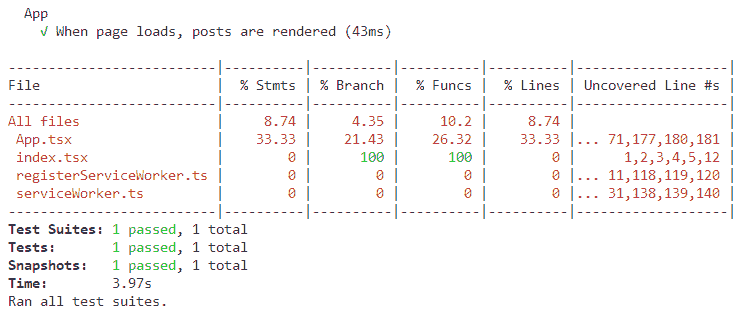 App
√ When page loads, posts are rendered (43ms)
--------------------------|----------|----------|----------|----------|-------------------|
File                      |  % Stmts | % Branch |  % Funcs |  % Lines | Uncovered Line #s |
--------------------------|----------|----------|----------|----------|-------------------|
All files                 |     8.74 |     4.35 |     10.2 |     8.74 |                   |
 App.tsx                  |    33.33 |    21.43 |    26.32 |    33.33 |... 71,177,180,181 |
 index.tsx                |        0 |      100 |      100 |        0 |      1,2,3,4,5,12 |
 registerServiceWorker.ts |        0 |        0 |        0 |        0 |... 11,118,119,120 |
 serviceWorker.ts         |        0 |        0 |        0 |        0 |... 31,138,139,140 |
--------------------------|----------|----------|----------|----------|-------------------|
Test Suites: 1 passed, 1 total
Tests:       1 passed, 1 total
Snapshots:   1 passed, 1 total
Time:        3.97s
Ran all test suites.